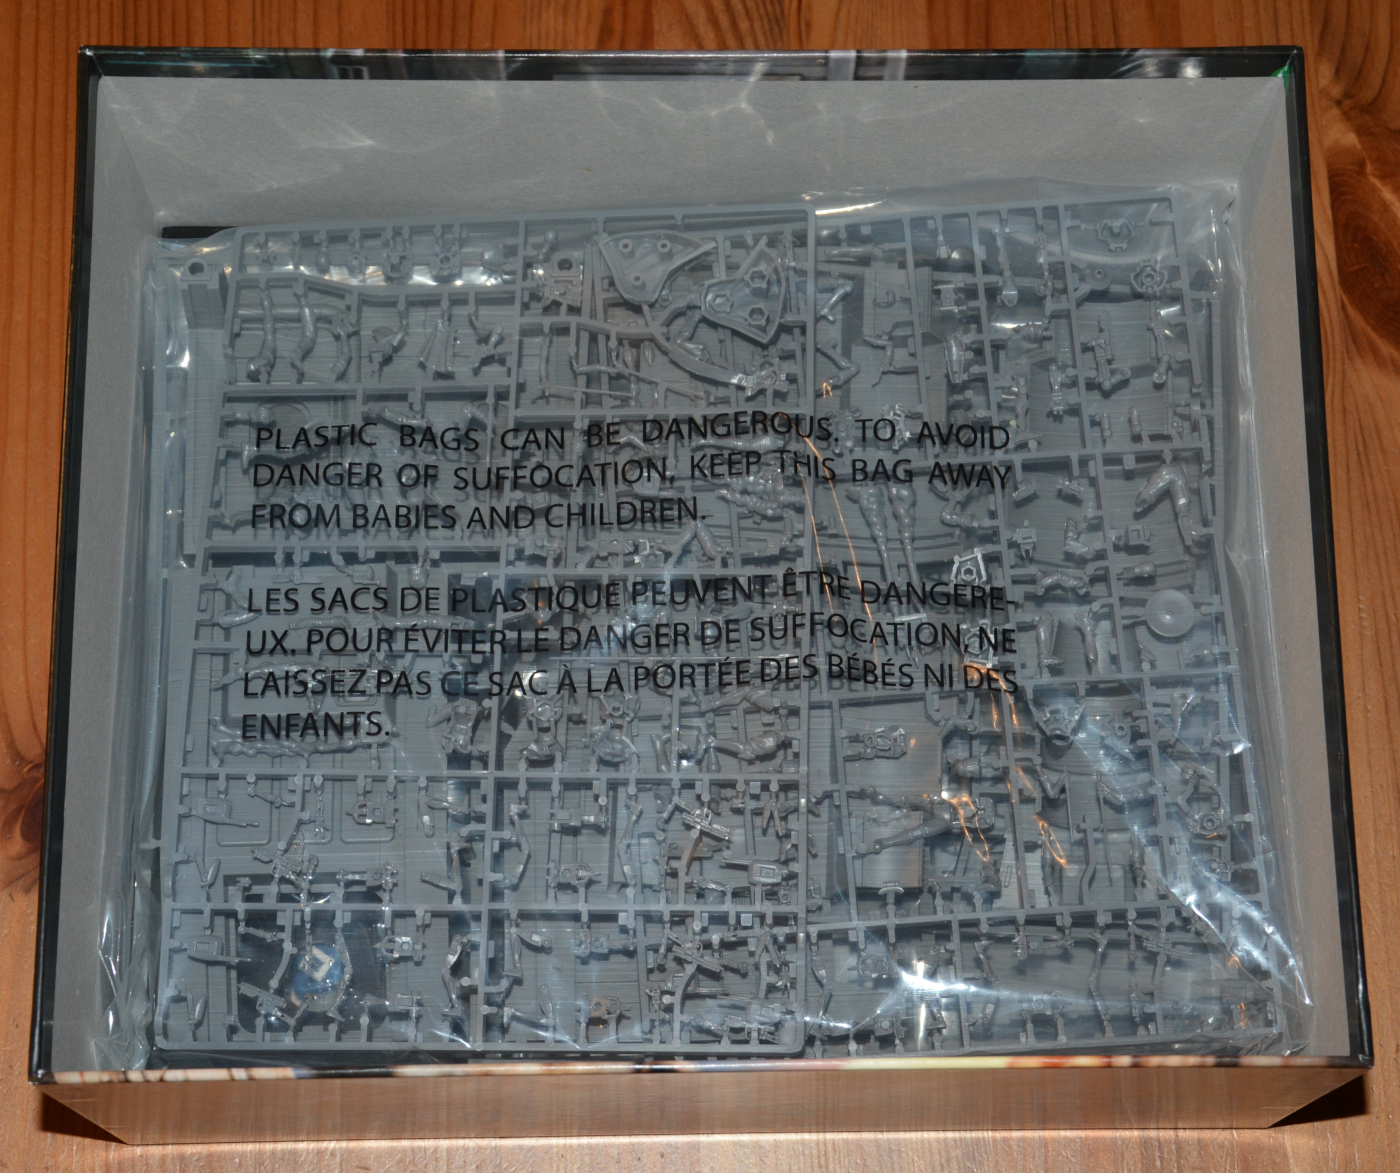 PLASTIC BAGS CAN BE DANGEROUS. TO AVOID
DANGER OF SUFFOCATION, KEEP THIS BAG AWAY
FROM BABIES AND CHILDREN.
LES SACS DE PLASTIQUE PEUVENT ÊTRE DANGERE-
UX. POUR ÉVITER LE DANGER DE SUFFOCATION, NE
LAISSEZ PAS CE SAC À LA PORTÉE DES BÉBÉS NI DES
ENFANTS.